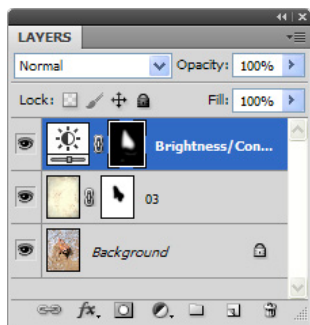 LAYERS
Normal Opacity: 100%
Lock: Fill: 100%
Brightness/Con...
03
Background
fx.